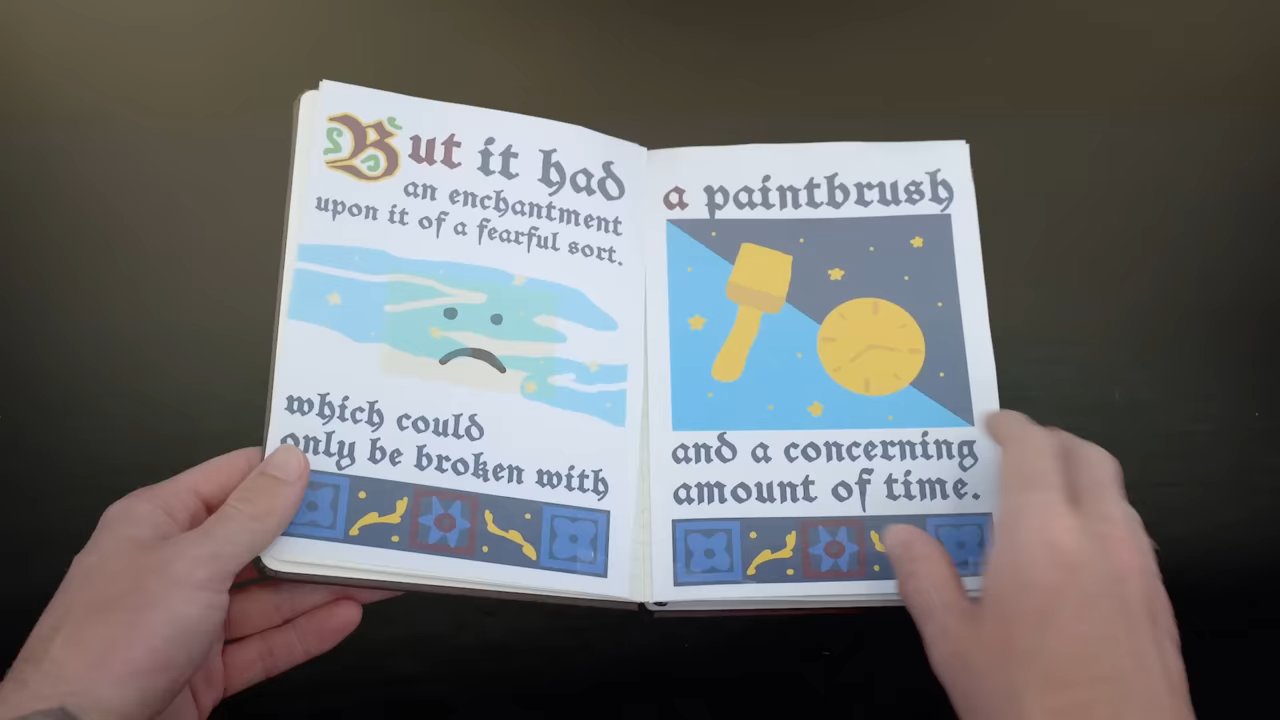 But it had
an enchantment
upon it of a fearful sort.
which could
only be broken with
a paintbrush
and a concerning
amount of time.